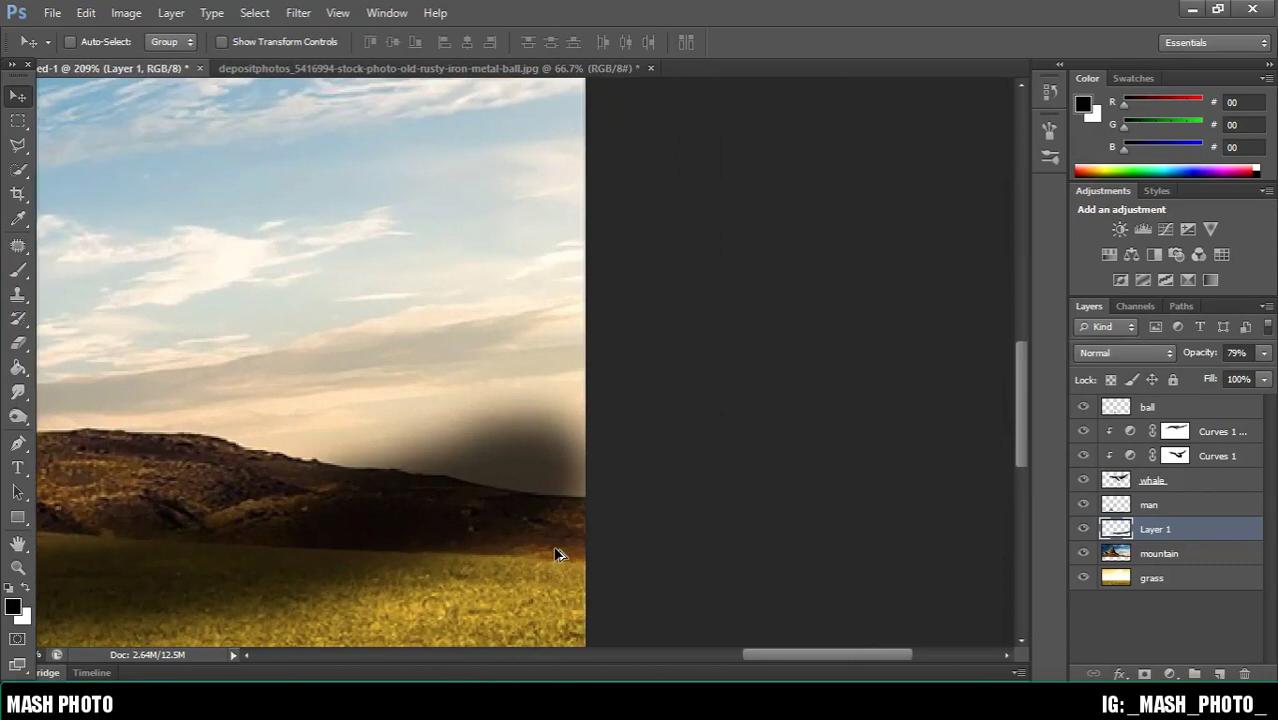 Ps File Edit Image Layer Type Select Filter View Window Help
Auto-Select: Group Show Transform Controls Essentials
ed-1 @ 209% (Layer 1, RGB/8) * × depositphotos_5416994-stock-photo-old-rusty-iron-metal-ball.jpg @ 66.7% (RGB/8#) * ×
Color Swatches
R # 00
G # 00
B # 00
Adjustments Styles
Add an adjustment
Layers Channels Paths
Kind
Normal Opacity: 79%
Lock: Fill: 100%
ball
Curves 1 ...
Curves 1
whale
man
Layer 1
mountain
grass
% Doc: 2.64M/12.5M
ridge Timeline
MASH PHOTO
IG: _MASH_PHOTO_